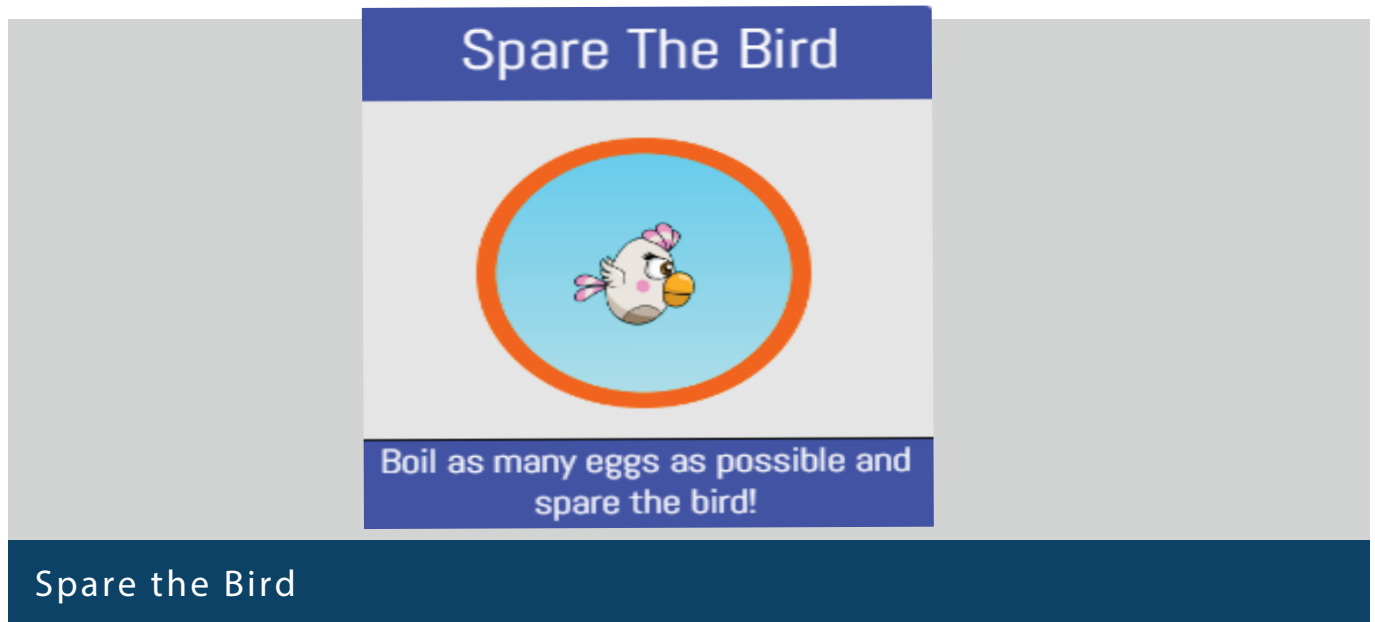 Spare The Bird
Boil as many eggs as possible and
spare the bird!
Spare the Bird